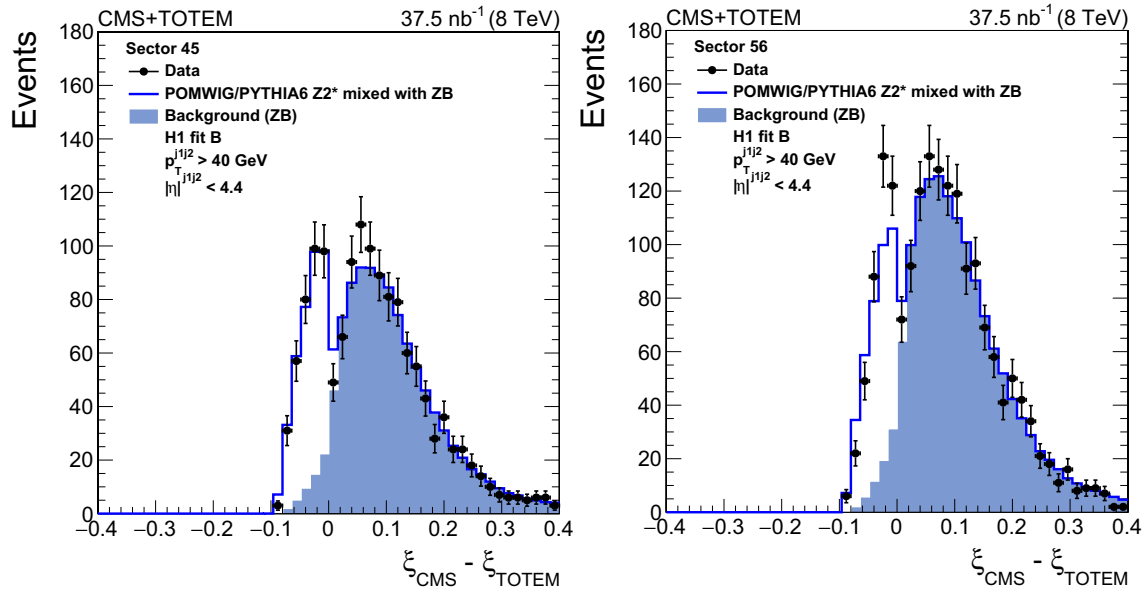 CMS+TOTEM 37.5 nb⁻¹ (8 TeV)
Events
180
160
140
120
100
80
60
40
20
0
Sector 45
Data
POMWIG/PYTHIA6 Z2* mixed with ZB
Background (ZB)
H1 fit B
p_T^{j1j2} > 40 GeV
|η|^{j1j2} < 4.4
−0.4 −0.3 −0.2 −0.1 0 0.1 0.2 0.3 0.4
ξ_CMS - ξ_TOTEM
CMS+TOTEM 37.5 nb⁻¹ (8 TeV)
Events
180
160
140
120
100
80
60
40
20
0
Sector 56
Data
POMWIG/PYTHIA6 Z2* mixed with ZB
Background (ZB)
H1 fit B
p_T^{j1j2} > 40 GeV
|η|^{j1j2} < 4.4
−0.4 −0.3 −0.2 −0.1 0 0.1 0.2 0.3 0.4
ξ_CMS - ξ_TOTEM